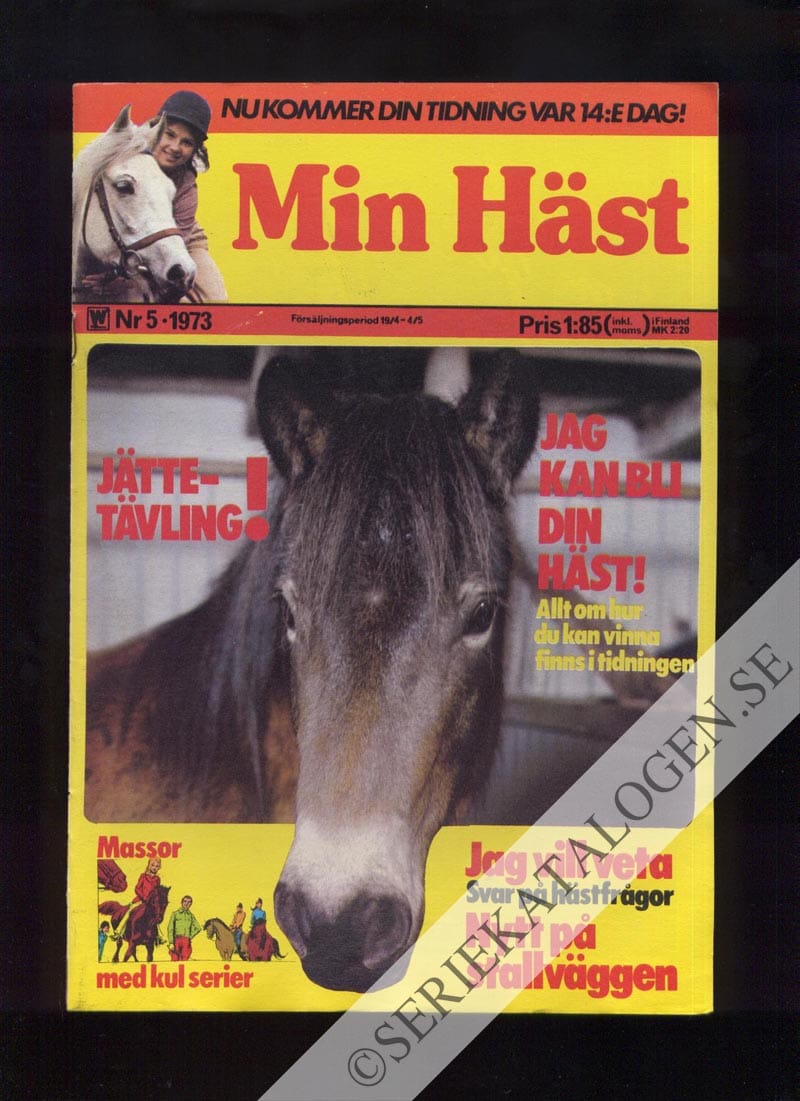 NU KOMMER DIN TIDNING VAR 14:E DAG!
Min Häst
W Nr 5 • 1973
Försäljningsperiod 19/4 - 4/5
Pris 1:85 (inkl. moms) i Finland MK 2:20
JÄTTE-
TÄVLING!
JAG
KAN BLI
DIN
HÄST!
Allt om hur
du kan vinna
finns i tidningen
Massor
med kul serier
Jag vill veta
Svar på hästfrågor
Nytt på
stallväggen
©SERIEKATALOGEN.SE